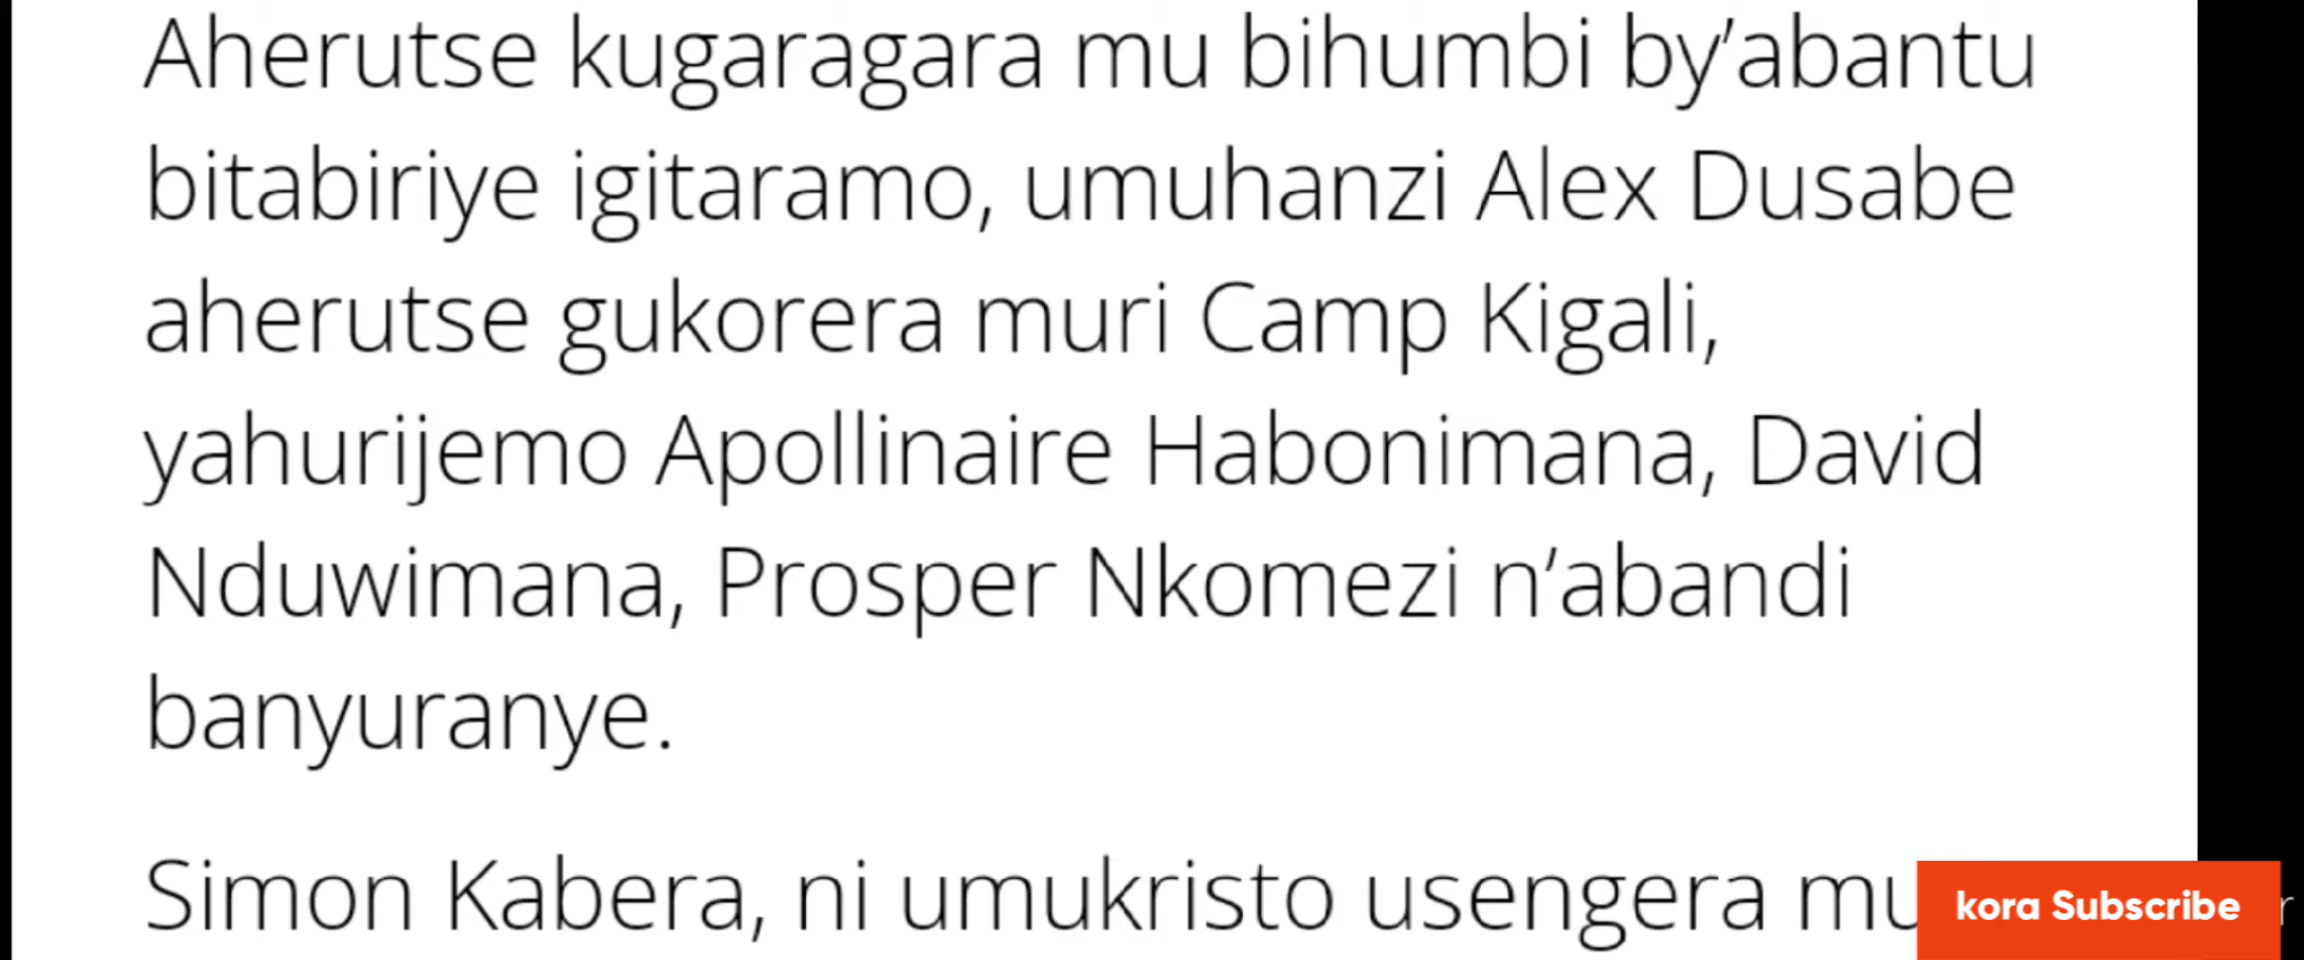 Aherutse kugaragara mu bihumbi by’abantu
bitabiriye igitaramo, umuhanzi Alex Dusabe
aherutse gukorera muri Camp Kigali,
yahurijemo Apollinaire Habonimana, David
Nduwimana, Prosper Nkomezi n’abandi
banyuranye.
Simon Kabera, ni umukristo usengera mu
kora Subscribe